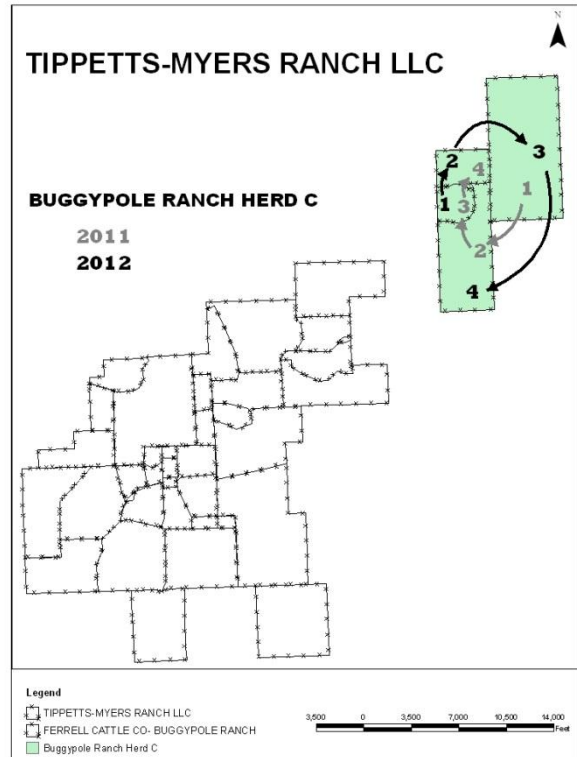 N
TIPPETTS-MYERS RANCH LLC
BUGGYPOLE RANCH HERD C
2011
2012
2
4
3
1
3
1
2
4
Legend
TIPPETTS-MYERS RANCH LLC
FERRELL CATTLE CO- BUGGYPOLE RANCH
Buggypole Ranch Herd C
3,500 0 3,500 7,000 10,500 14,000
Feet